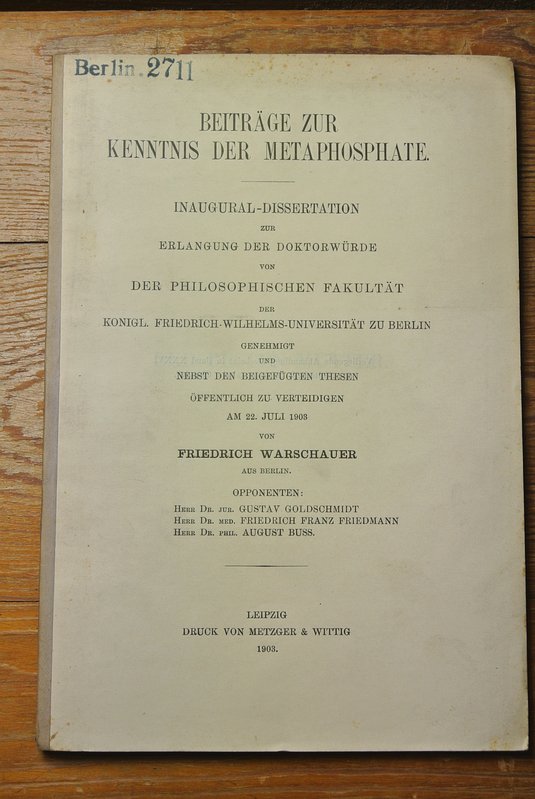 Berlin.2711
BEITRÄGE ZUR
KENNTNIS DER METAPHOSPHATE.
INAUGURAL-DISSERTATION
ZUR
ERLANGUNG DER DOKTORWÜRDE
VON
DER PHILOSOPHISCHEN FAKULTÄT
DER
KONIGL. FRIEDRICH-WILHELMS-UNIVERSITÄT ZU BERLIN
GENEHMIGT
UND
NEBST DEN BEIGEFÜGTEN THESEN
ÖFFENTLICH ZU VERTEIDIGEN
AM 22. JULI 1903
VON
FRIEDRICH WARSCHAUER
AUS BERLIN.
OPPONENTEN:
HERR DR. JUR. GUSTAV GOLDSCHMIDT
HERR DR. MED. FRIEDRICH FRANZ FRIEDMANN
HERR DR. PHIL. AUGUST BUSS.
LEIPZIG
DRUCK VON METZGER & WITTIG
1903.